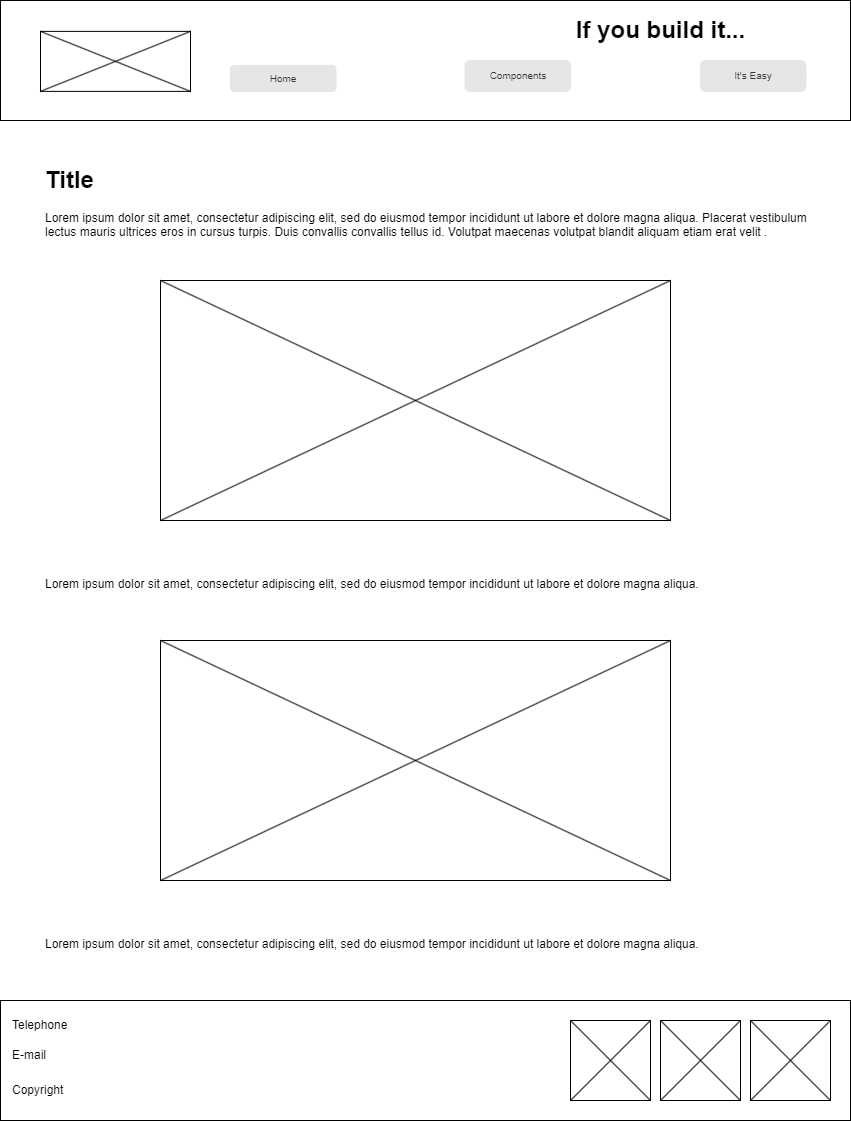 If you build it...
Home
Components
It's Easy
Title
Lorem ipsum dolor sit amet, consectetur adipiscing elit, sed do eiusmod tempor incididunt ut labore et dolore magna aliqua. Placerat vestibulum
lectus mauris ultrices eros in cursus turpis. Duis convallis convallis tellus id. Volutpat maecenas volutpat blandit aliquam etiam erat velit .
Lorem ipsum dolor sit amet, consectetur adipiscing elit, sed do eiusmod tempor incididunt ut labore et dolore magna aliqua.
Lorem ipsum dolor sit amet, consectetur adipiscing elit, sed do eiusmod tempor incididunt ut labore et dolore magna aliqua.
Telephone
E-mail
Copyright